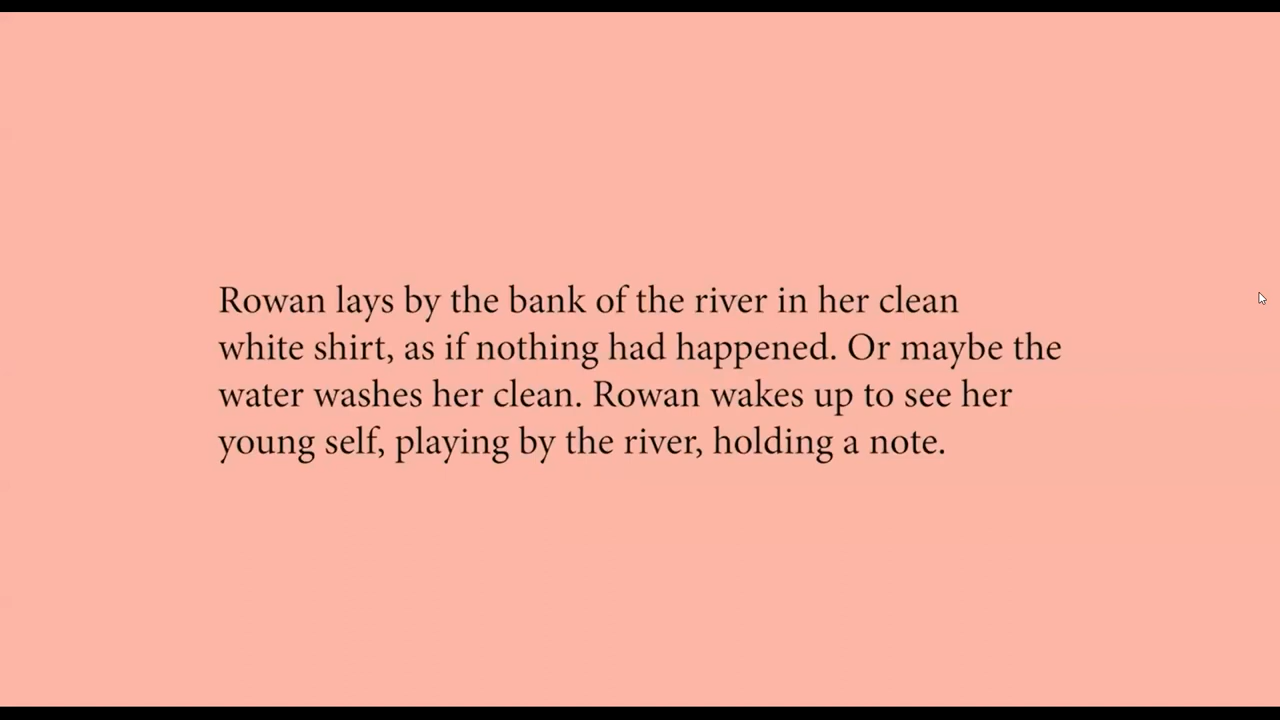 Rowan lays by the bank of the river in her clean
white shirt, as if nothing had happened. Or maybe the
water washes her clean. Rowan wakes up to see her
young self, playing by the river, holding a note.